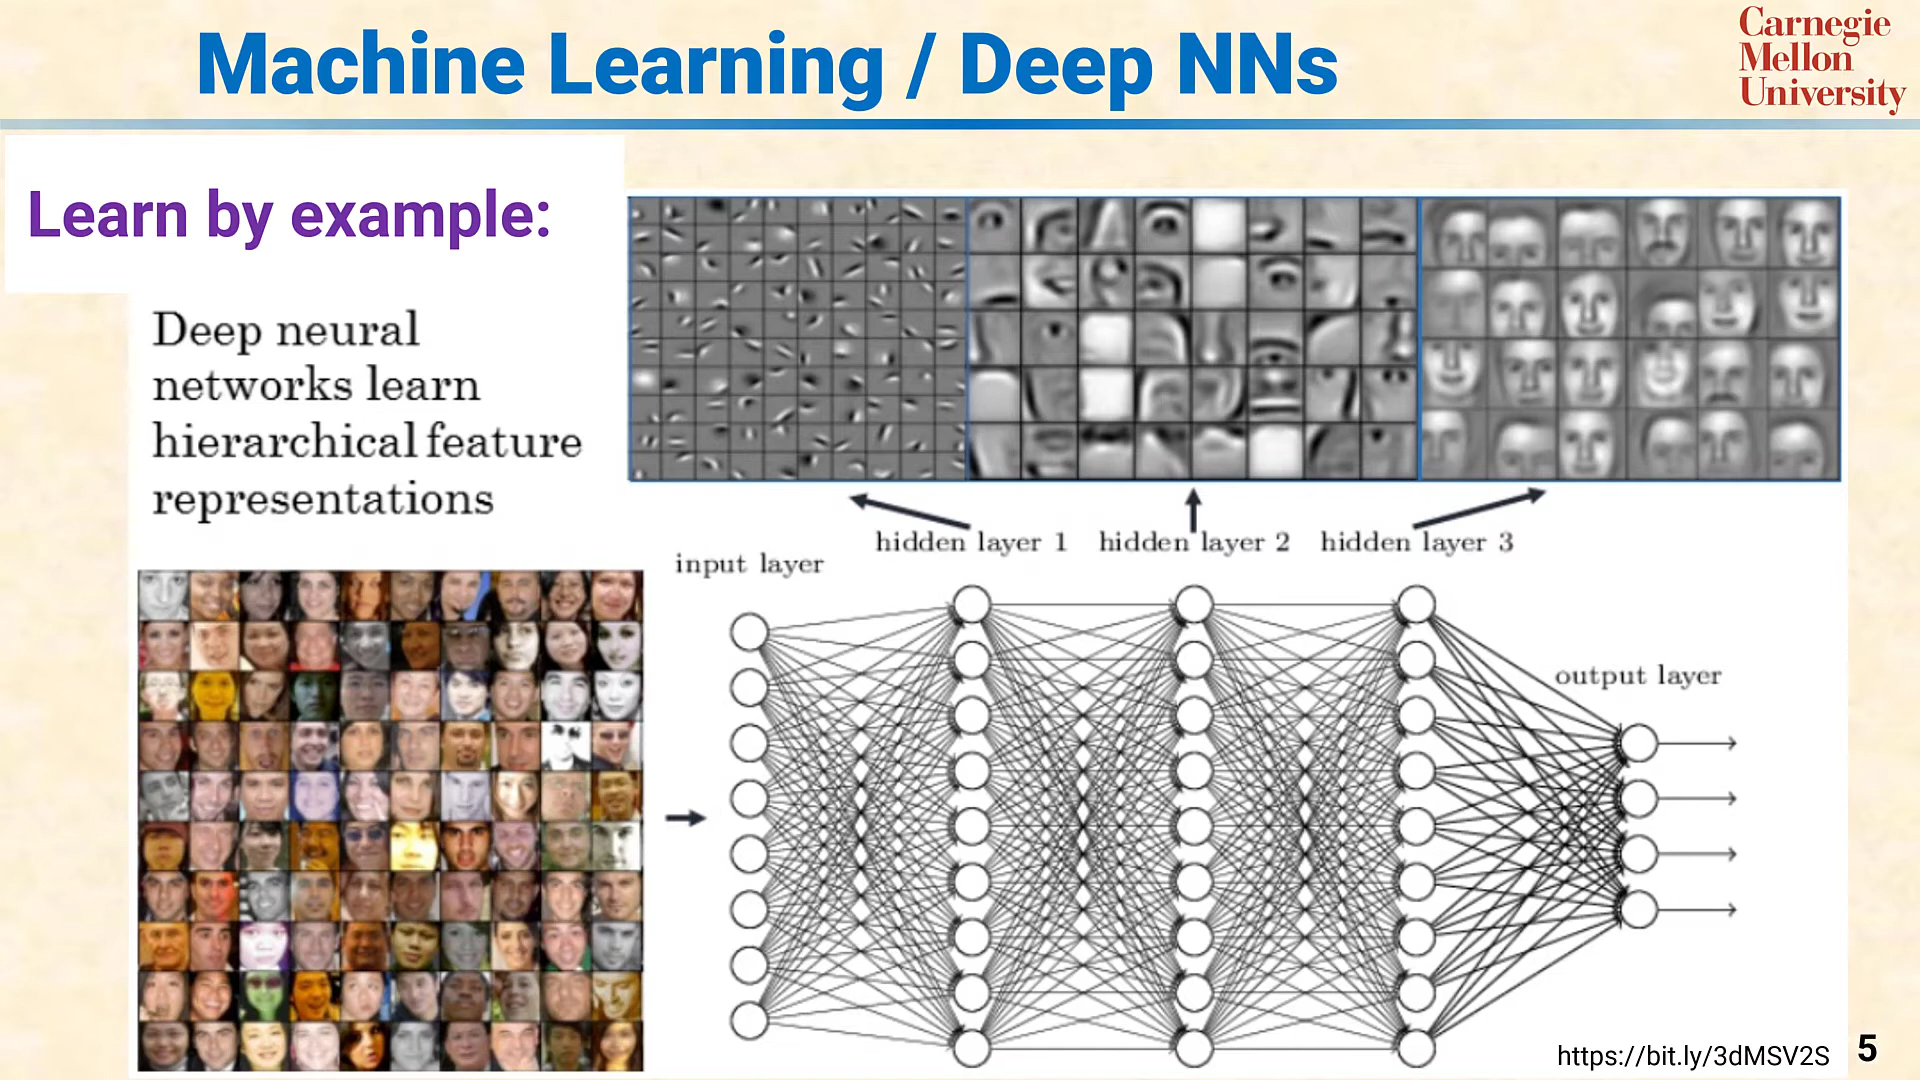 Machine Learning / Deep NNs
Carnegie
Mellon
University
Learn by example:
Deep neural
networks learn
hierarchical feature
representations
hidden layer 1 hidden layer 2 hidden layer 3
input layer
output layer
https://bit.ly/3dMSV2S 5